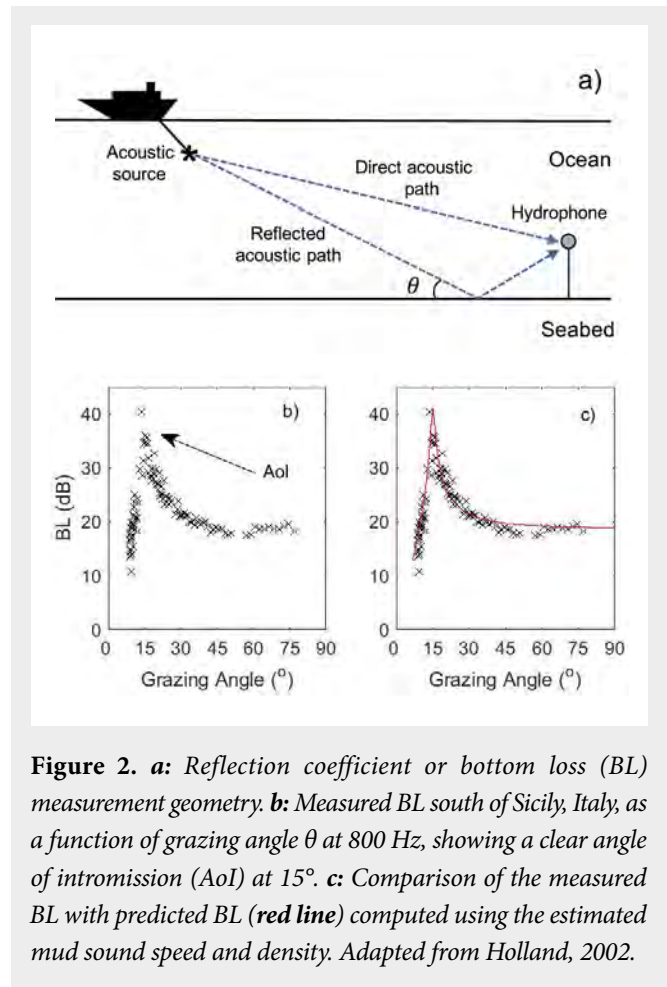 a)
Acoustic
source
Direct acoustic
path
Ocean
Hydrophone
Reflected
acoustic path
θ
Seabed
b)
AoI
BL (dB)
40
30
20
10
0
0 15 30 45 60 75 90
Grazing Angle (°)
c)
40
30
20
10
0
0 15 30 45 60 75 90
Grazing Angle (°)
Figure 2. a: Reflection coefficient or bottom loss (BL)
measurement geometry. b: Measured BL south of Sicily, Italy, as
a function of grazing angle θ at 800 Hz, showing a clear angle
of intromission (AoI) at 15°. c: Comparison of the measured
BL with predicted BL (red line) computed using the estimated
mud sound speed and density. Adapted from Holland, 2002.